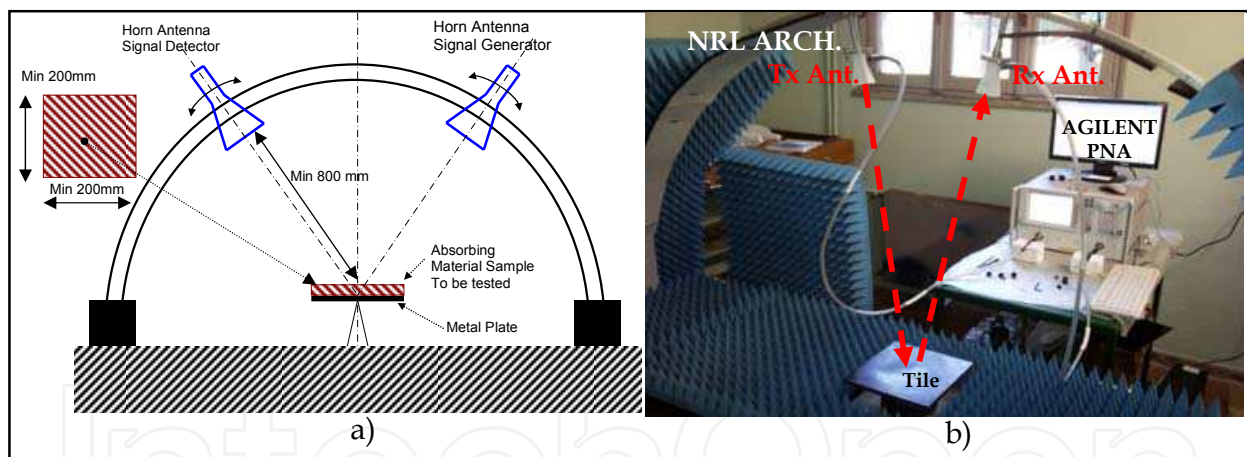 Horn Antenna
Signal Detector
Horn Antenna
Signal Generator
Min 200mm
Min 200mm
Min 800 mm
Absorbing
Material Sample
To be tested
Metal Plate
a)
NRL ARCH.
Tx Ant.
Rx Ant.
AGILENT
PNA
Tile
b)
IntechOpen